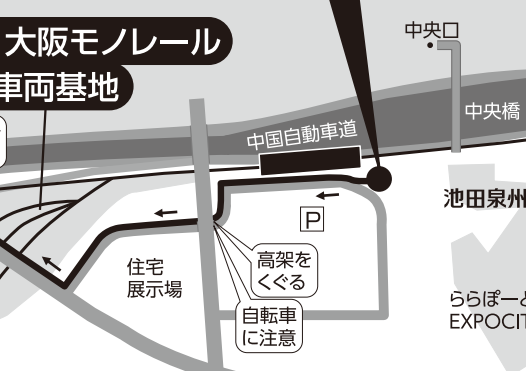 大阪モノレール
車両基地
中央口
中央橋
中国自動車道
池田泉州
P
高架を
くぐる
住宅
展示場
自転車
に注意
ららぽーと
EXPOCIT